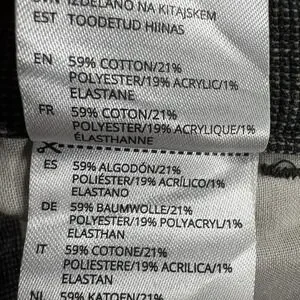 IZDELANO NA KITAJSKEM
EST TOODETUD HIINAS
EN 59% COTTON/21%
POLYESTER/19% ACRYLIC/1%
ELASTANE
FR 59% COTON/21%
POLYESTER/19% ACRYLIQUE/1%
ÉLASTHANNE
ES 59% ALGODÓN/21%
POLIÉSTER/19% ACRÍLICO/1%
ELASTANO
DE 59% BAUMWOLLE/21%
POLYESTER/19% POLYACRYL/1%
ELASTHAN
IT 59% COTONE/21%
POLIESTERE/19% ACRILICA/1%
ELASTAN
NL 59% KATOEN/21%